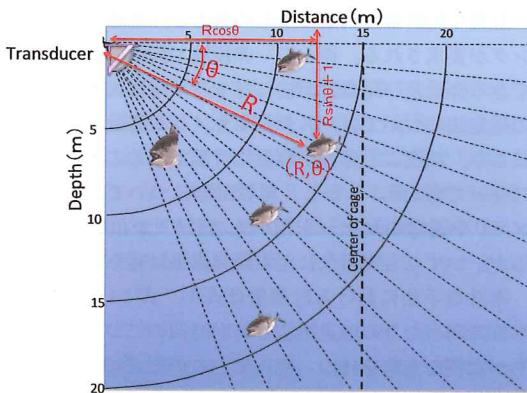 Distance (m)
Rcosθ
5
10
15
20
Transducer
θ
R
Rsinθ+1
(R,θ)
5
Depth(m)
10
Center of cage
15
20